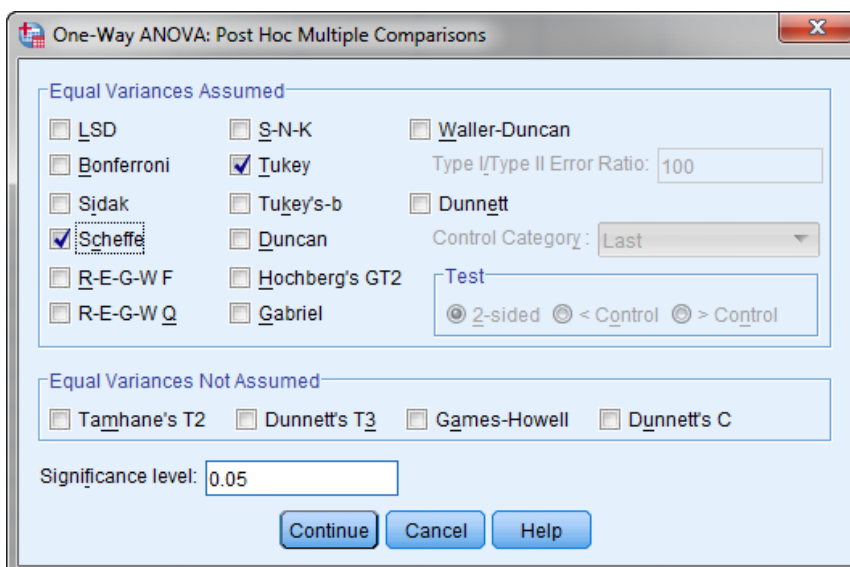 One-Way ANOVA: Post Hoc Multiple Comparisons
Equal Variances Assumed
LSD S-N-K Waller-Duncan
Bonferroni Tukey Type I/Type II Error Ratio: 100
Sidak Tukey's-b Dunnett
Scheffe Duncan Control Category: Last
R-E-G-W F Hochberg's GT2 Test
R-E-G-W Q Gabriel 2-sided < Control > Control
Equal Variances Not Assumed
Tamhane's T2 Dunnett's T3 Games-Howell Dunnett's C
Significance level: 0.05
Continue Cancel Help